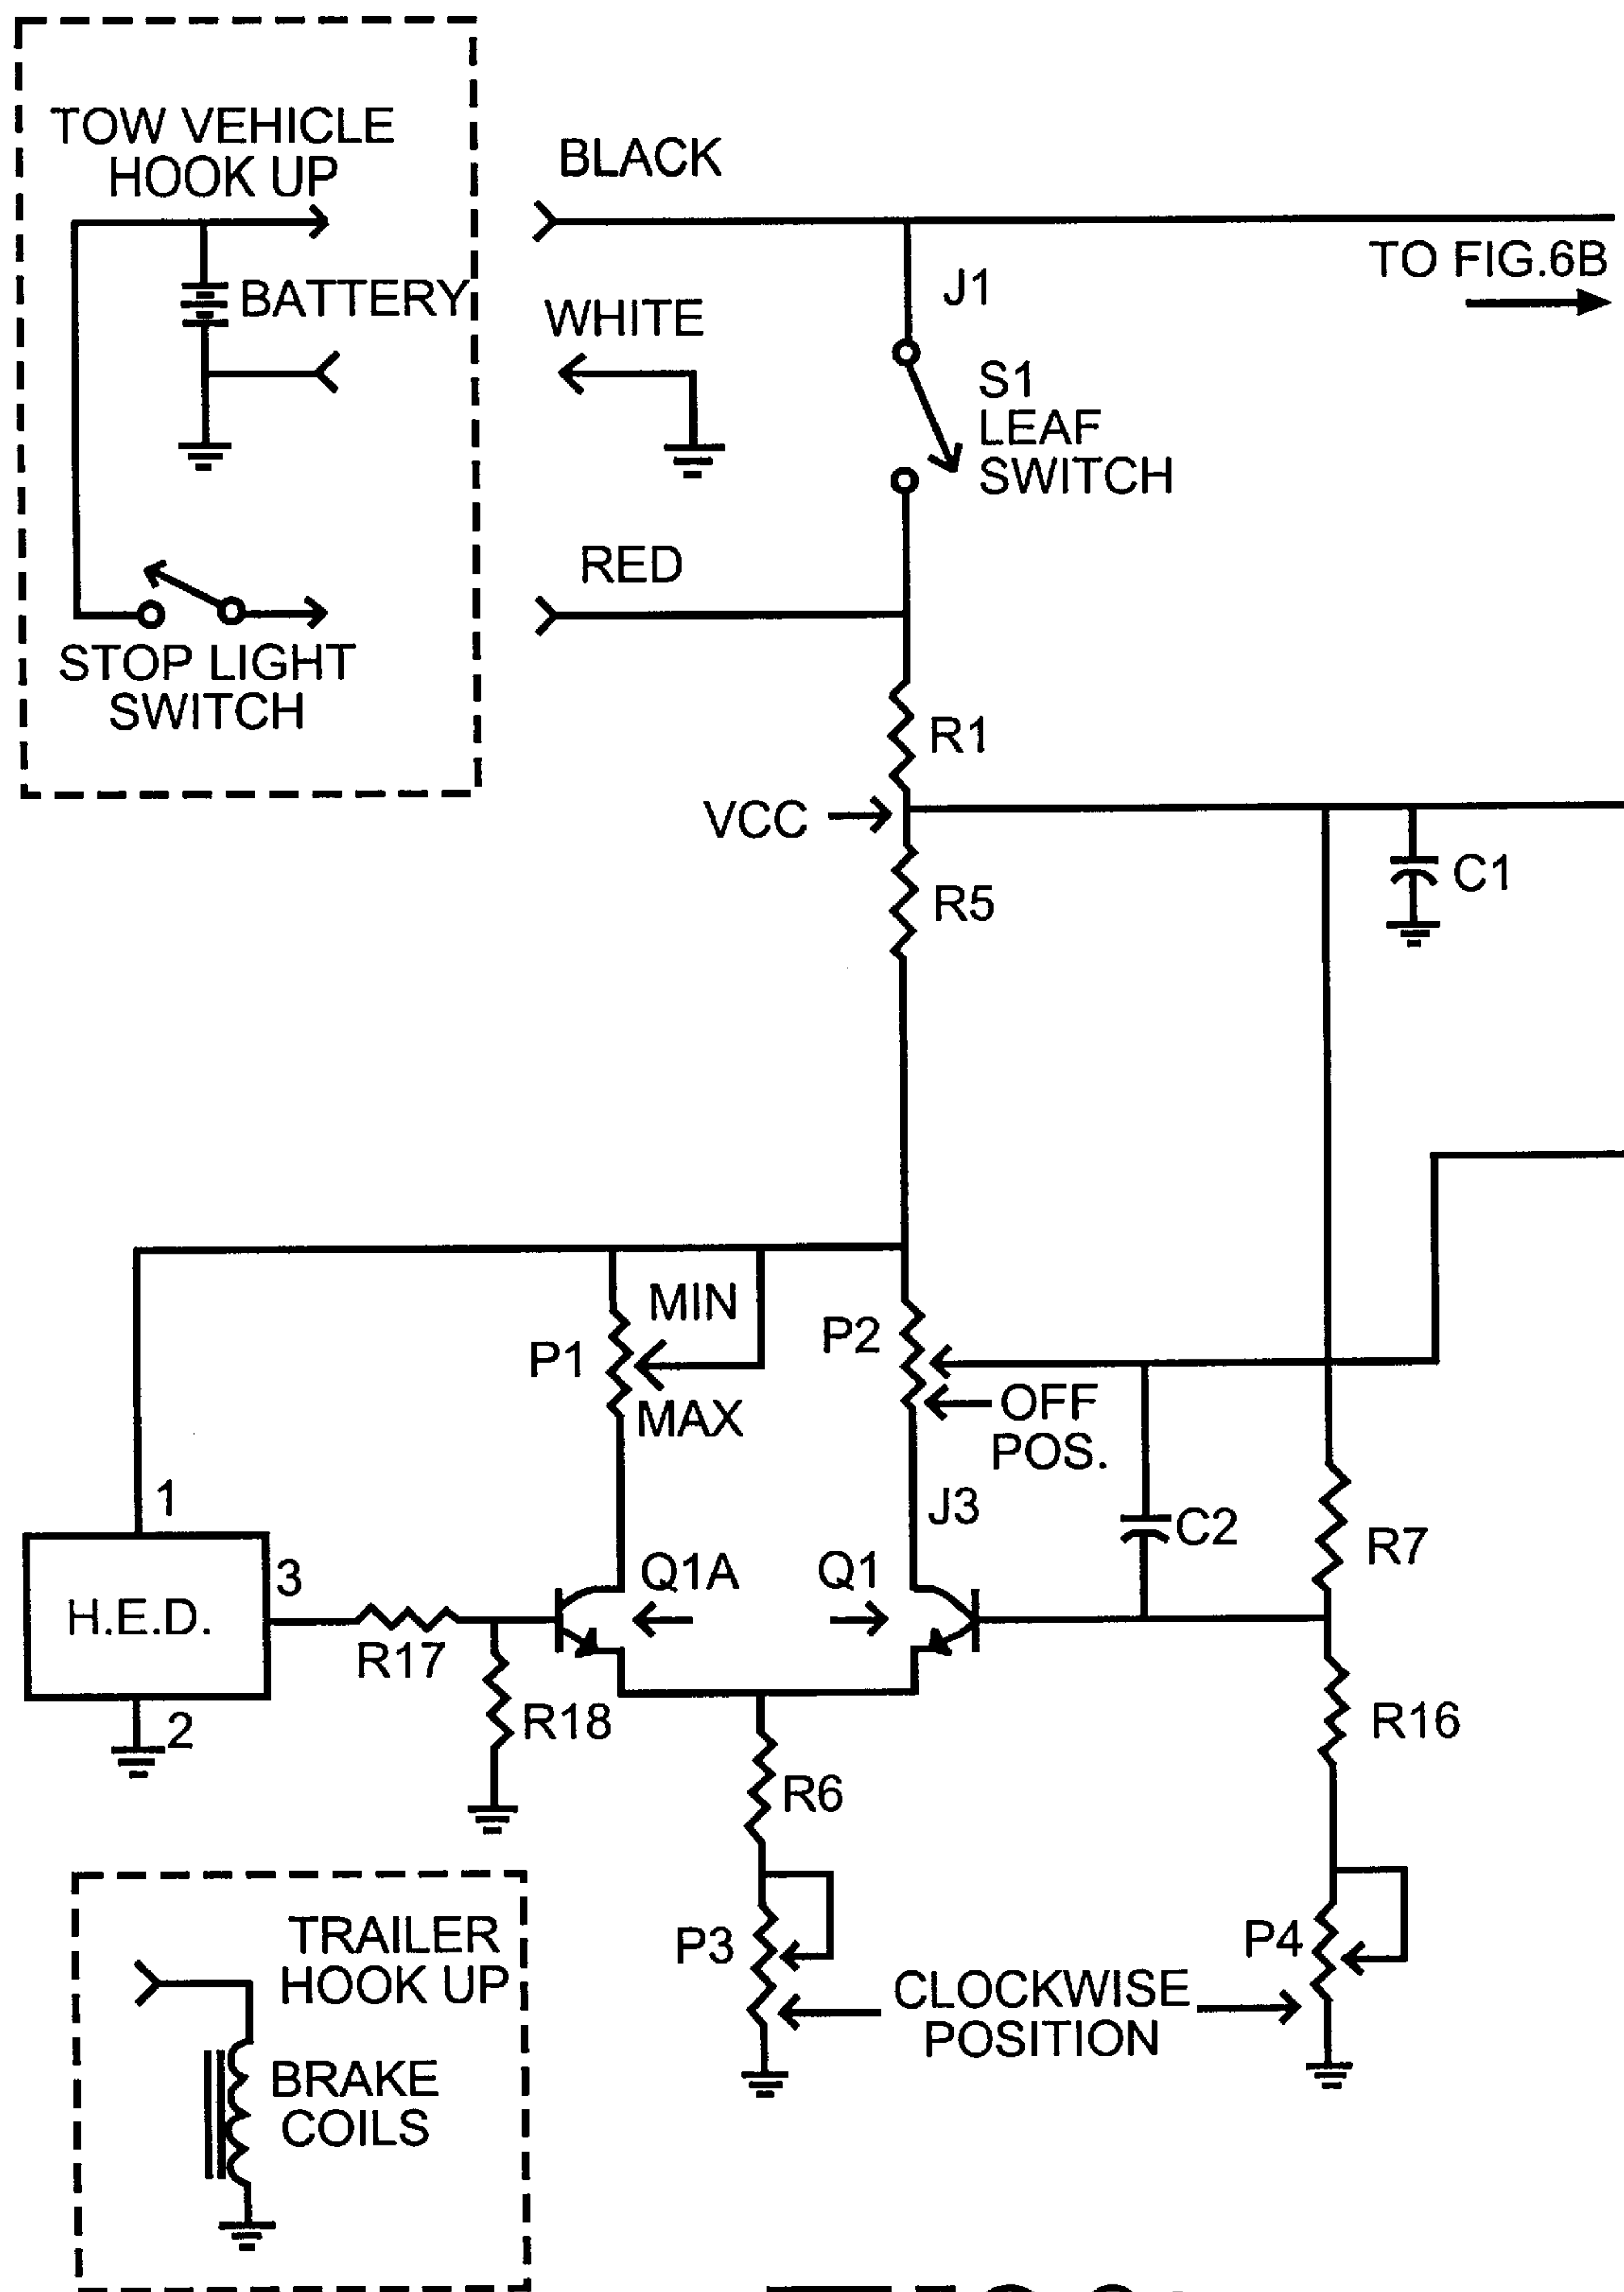 TOW VEHICLE
HOOK UP
BLACK
TO FIG.6B
BATTERY
WHITE
J1
S1
LEAF
SWITCH
RED
STOP LIGHT
SWITCH
R1
VCC
C1
R5
MIN
P1
P2
MAX
OFF
POS.
1
J3
C2
R7
3
Q1A
Q1
H.E.D.
R17
2
R18
R16
R6
TRAILER
HOOK UP
P3
P4
CLOCKWISE
POSITION
BRAKE
COILS